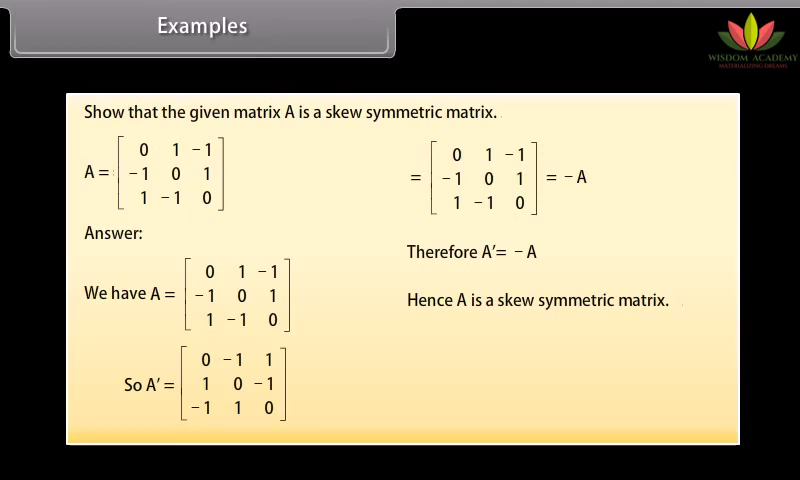 Examples
WISDOM ACADEMY
MATERIALIZING DREAMS
Show that the given matrix A is a skew symmetric matrix.
A = [ 0 1 −1
−1 0 1
1 −1 0 ]
Answer:
We have A = [ 0 1 −1
−1 0 1
1 −1 0 ]
So A′ = [ 0 −1 1
1 0 −1
−1 1 0 ]
= [ 0 1 −1
−1 0 1
1 −1 0 ] = −A
Therefore A′= −A
Hence A is a skew symmetric matrix.